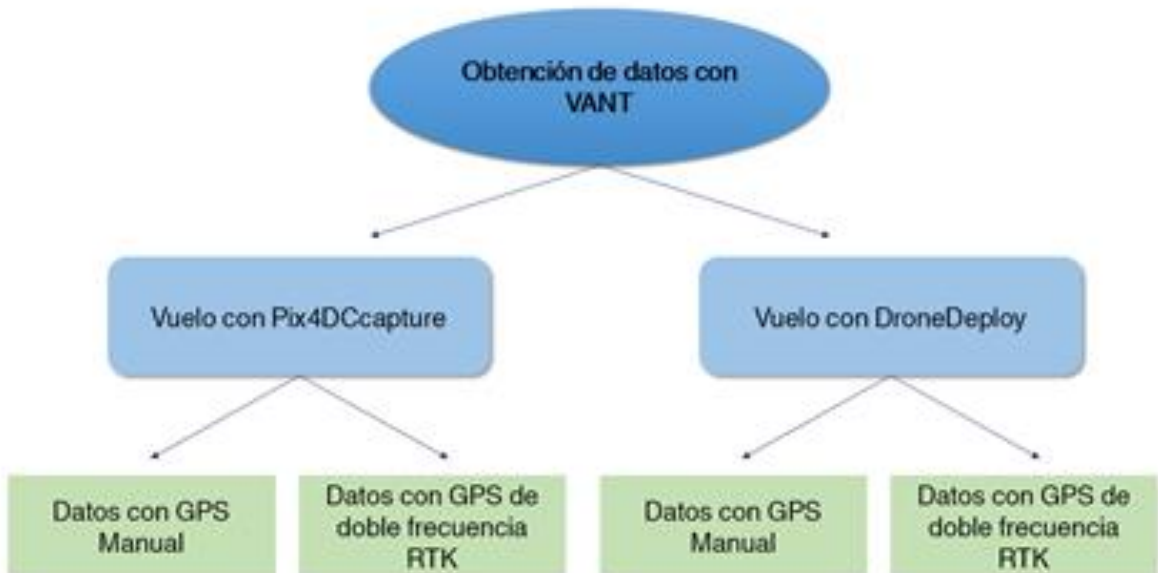 Obtención de datos con
VANT
Vuelo con Pix4DCcapture
Vuelo con DroneDeploy
Datos con GPS
Manual
Datos con GPS de
doble frecuencia
RTK
Datos con GPS
Manual
Datos con GPS de
doble frecuencia
RTK